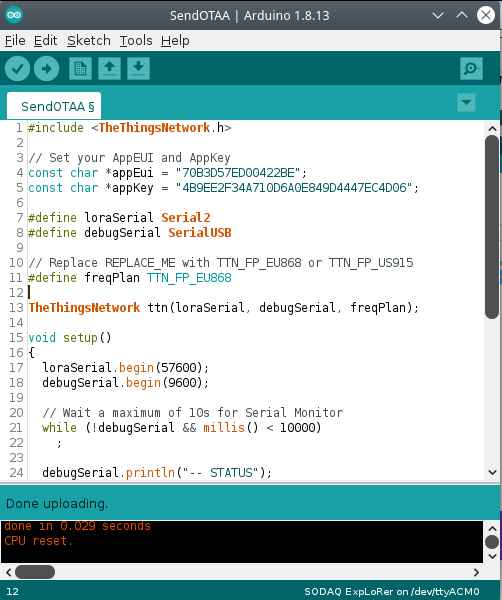 SendOTAA | Arduino 1.8.13
File Edit Sketch Tools Help
SendOTAA §
1 #include <TheThingsNetwork.h>
2
3 // Set your AppEUI and AppKey
4 const char *appEui = "70B3D57ED00422BE";
5 const char *appKey = "4B9EE2F34A710D6A0E849D4447EC4D06";
6
7 #define loraSerial Serial2
8 #define debugSerial SerialUSB
9
10 // Replace REPLACE_ME with TTN_FP_EU868 or TTN_FP_US915
11 #define freqPlan TTN_FP_EU868
12
13 TheThingsNetwork ttn(loraSerial, debugSerial, freqPlan);
14
15 void setup()
16 {
17   loraSerial.begin(57600);
18   debugSerial.begin(9600);
19
20   // Wait a maximum of 10s for Serial Monitor
21   while (!debugSerial && millis() < 10000)
22     ;
23
24   debugSerial.println("-- STATUS");
Done uploading.
done in 0.029 seconds
CPU reset.
12 SODAQ ExpLoRer on /dev/ttyACM0